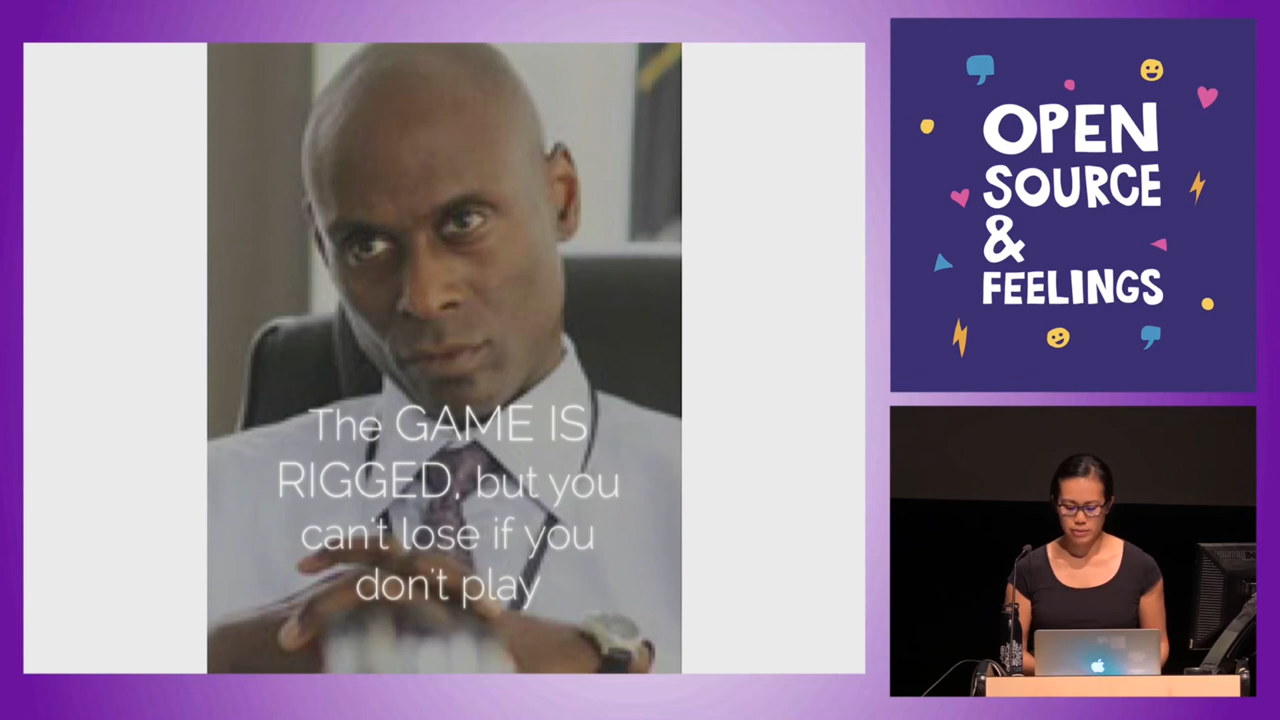 The GAME IS
RIGGED, but you
can't lose if you
don't play
OPEN
SOURCE
&
FEELINGS